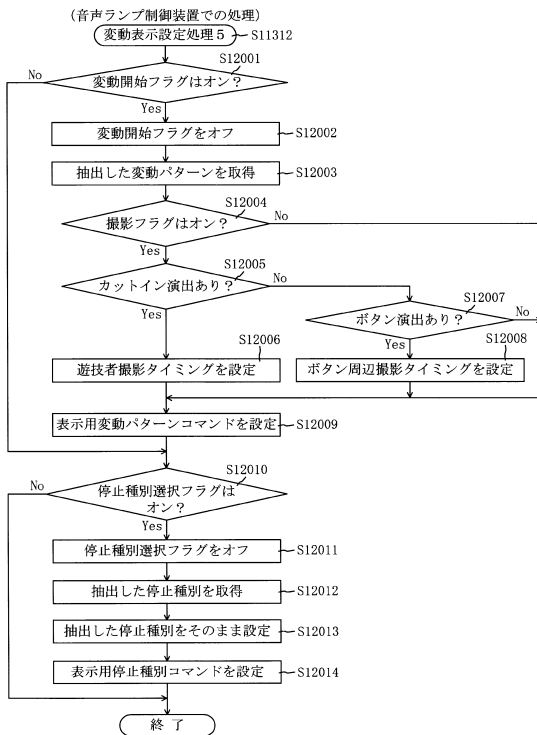 （音声ランプ制御装置での処理）
変動表示設定処理５ S11312
S12001
No
変動開始フラグはオン？
Yes
変動開始フラグをオフ S12002
抽出した変動パターンを取得 S12003
S12004
撮影フラグはオン？ No
Yes
S12005
カットイン演出あり？ No
S12007
Yes
ボタン演出あり？ No
S12006
Yes S12008
遊技者撮影タイミングを設定 ボタン周辺撮影タイミングを設定
表示用変動パターンコマンドを設定 S12009
S12010
No
停止種別選択フラグは
オン？
Yes
停止種別選択フラグをオフ S12011
抽出した停止種別を取得 S12012
抽出した停止種別をそのまま設定 S12013
表示用停止種別コマンドを設定 S12014
終 了